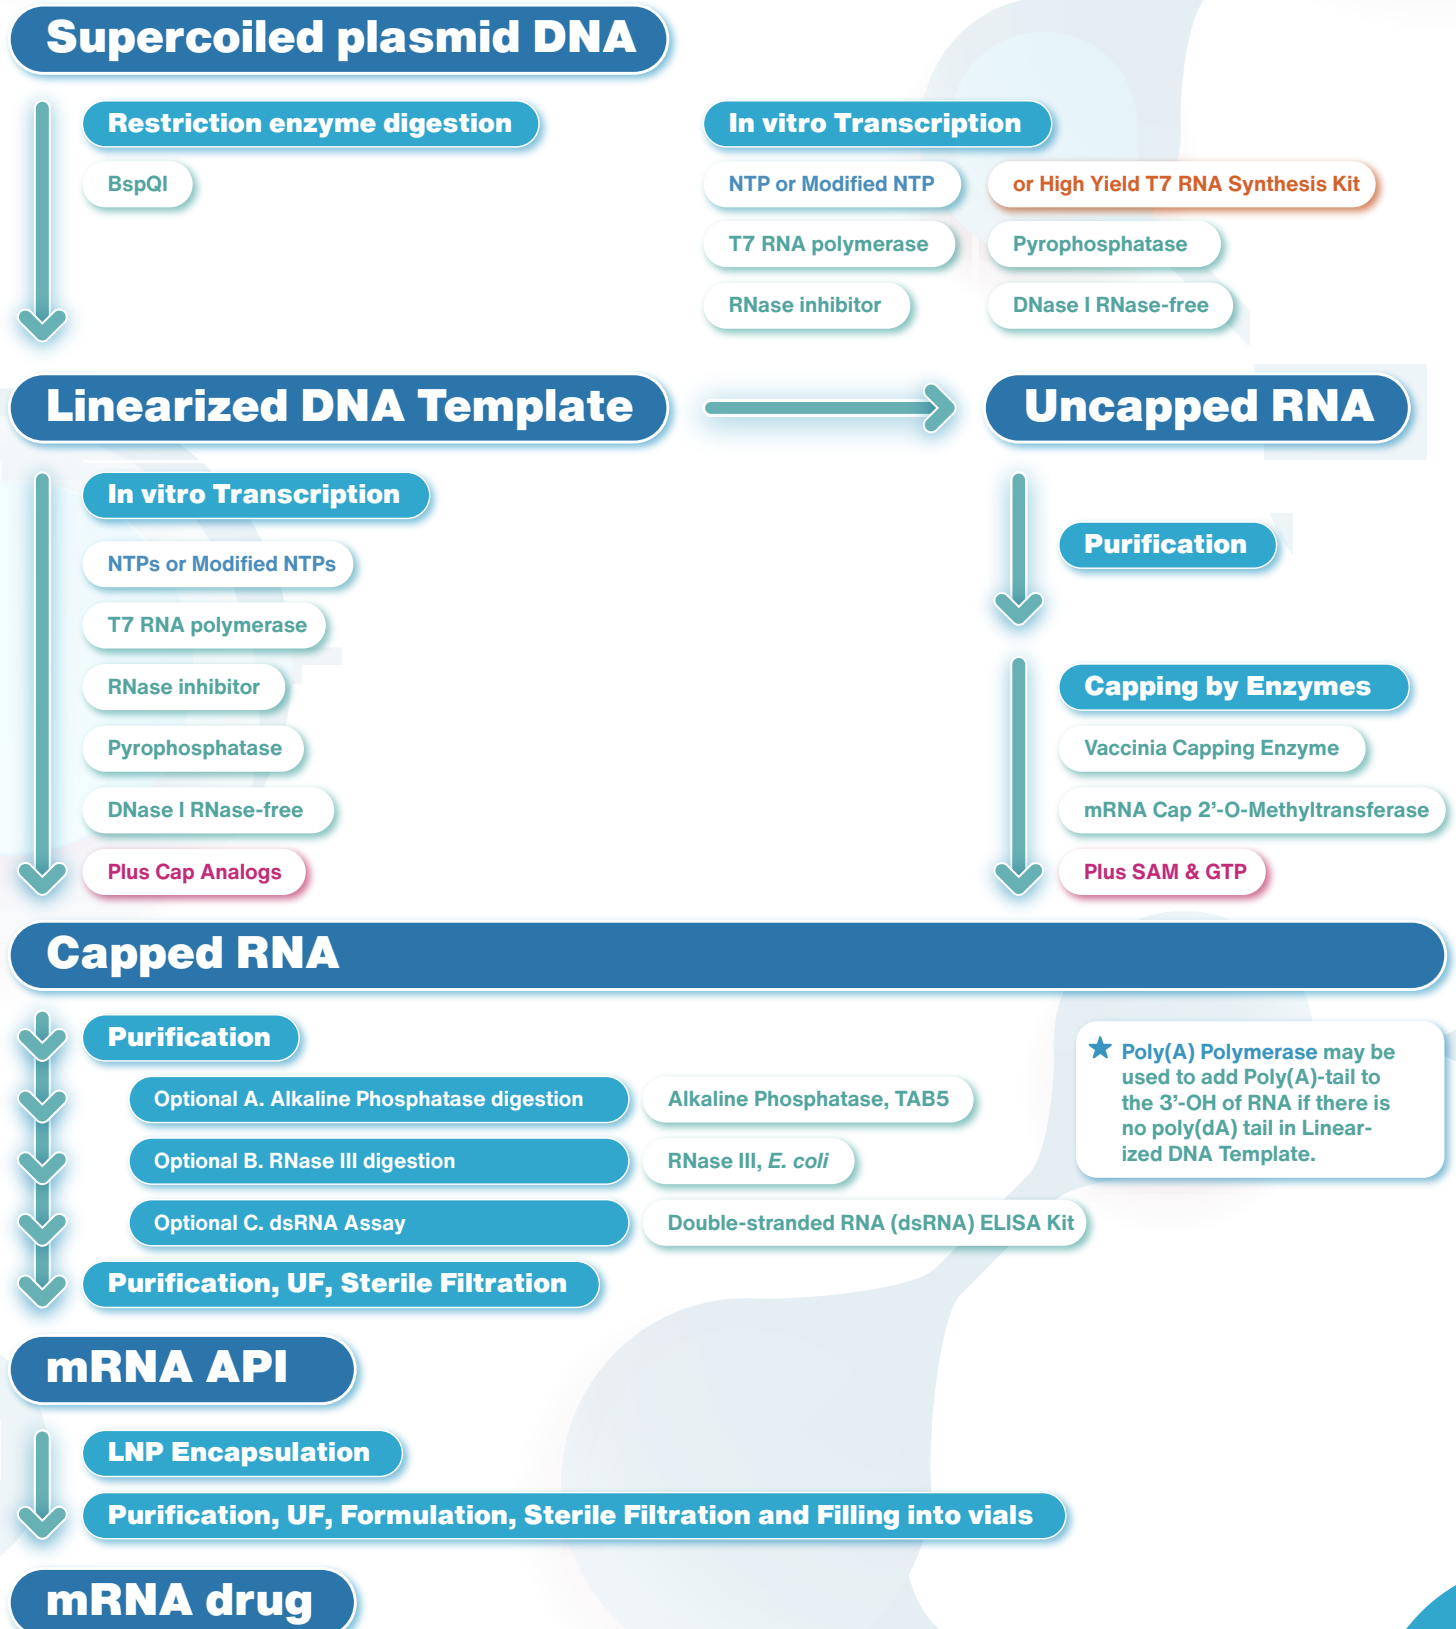 Supercoiled plasmid DNA
Restriction enzyme digestion
BspQI
In vitro Transcription
NTP or Modified NTP
or High Yield T7 RNA Synthesis Kit
T7 RNA polymerase
Pyrophosphatase
RNase inhibitor
DNase I RNase-free
Linearized DNA Template
Uncapped RNA
In vitro Transcription
NTPs or Modified NTPs
T7 RNA polymerase
RNase inhibitor
Pyrophosphatase
DNase I RNase-free
Plus Cap Analogs
Purification
Capping by Enzymes
Vaccinia Capping Enzyme
mRNA Cap 2’-O-Methyltransferase
Plus SAM & GTP
Capped RNA
Purification
Optional A. Alkaline Phosphatase digestion
Alkaline Phosphatase, TAB5
Optional B. RNase III digestion
RNase III, E. coli
Optional C. dsRNA Assay
Double-stranded RNA (dsRNA) ELISA Kit
Purification, UF, Sterile Filtration
Poly(A) Polymerase may be
used to add Poly(A)-tail to
the 3’-OH of RNA if there is
no poly(dA) tail in Linear-
ized DNA Template.
mRNA API
LNP Encapsulation
Purification, UF, Formulation, Sterile Filtration and Filling into vials
mRNA drug